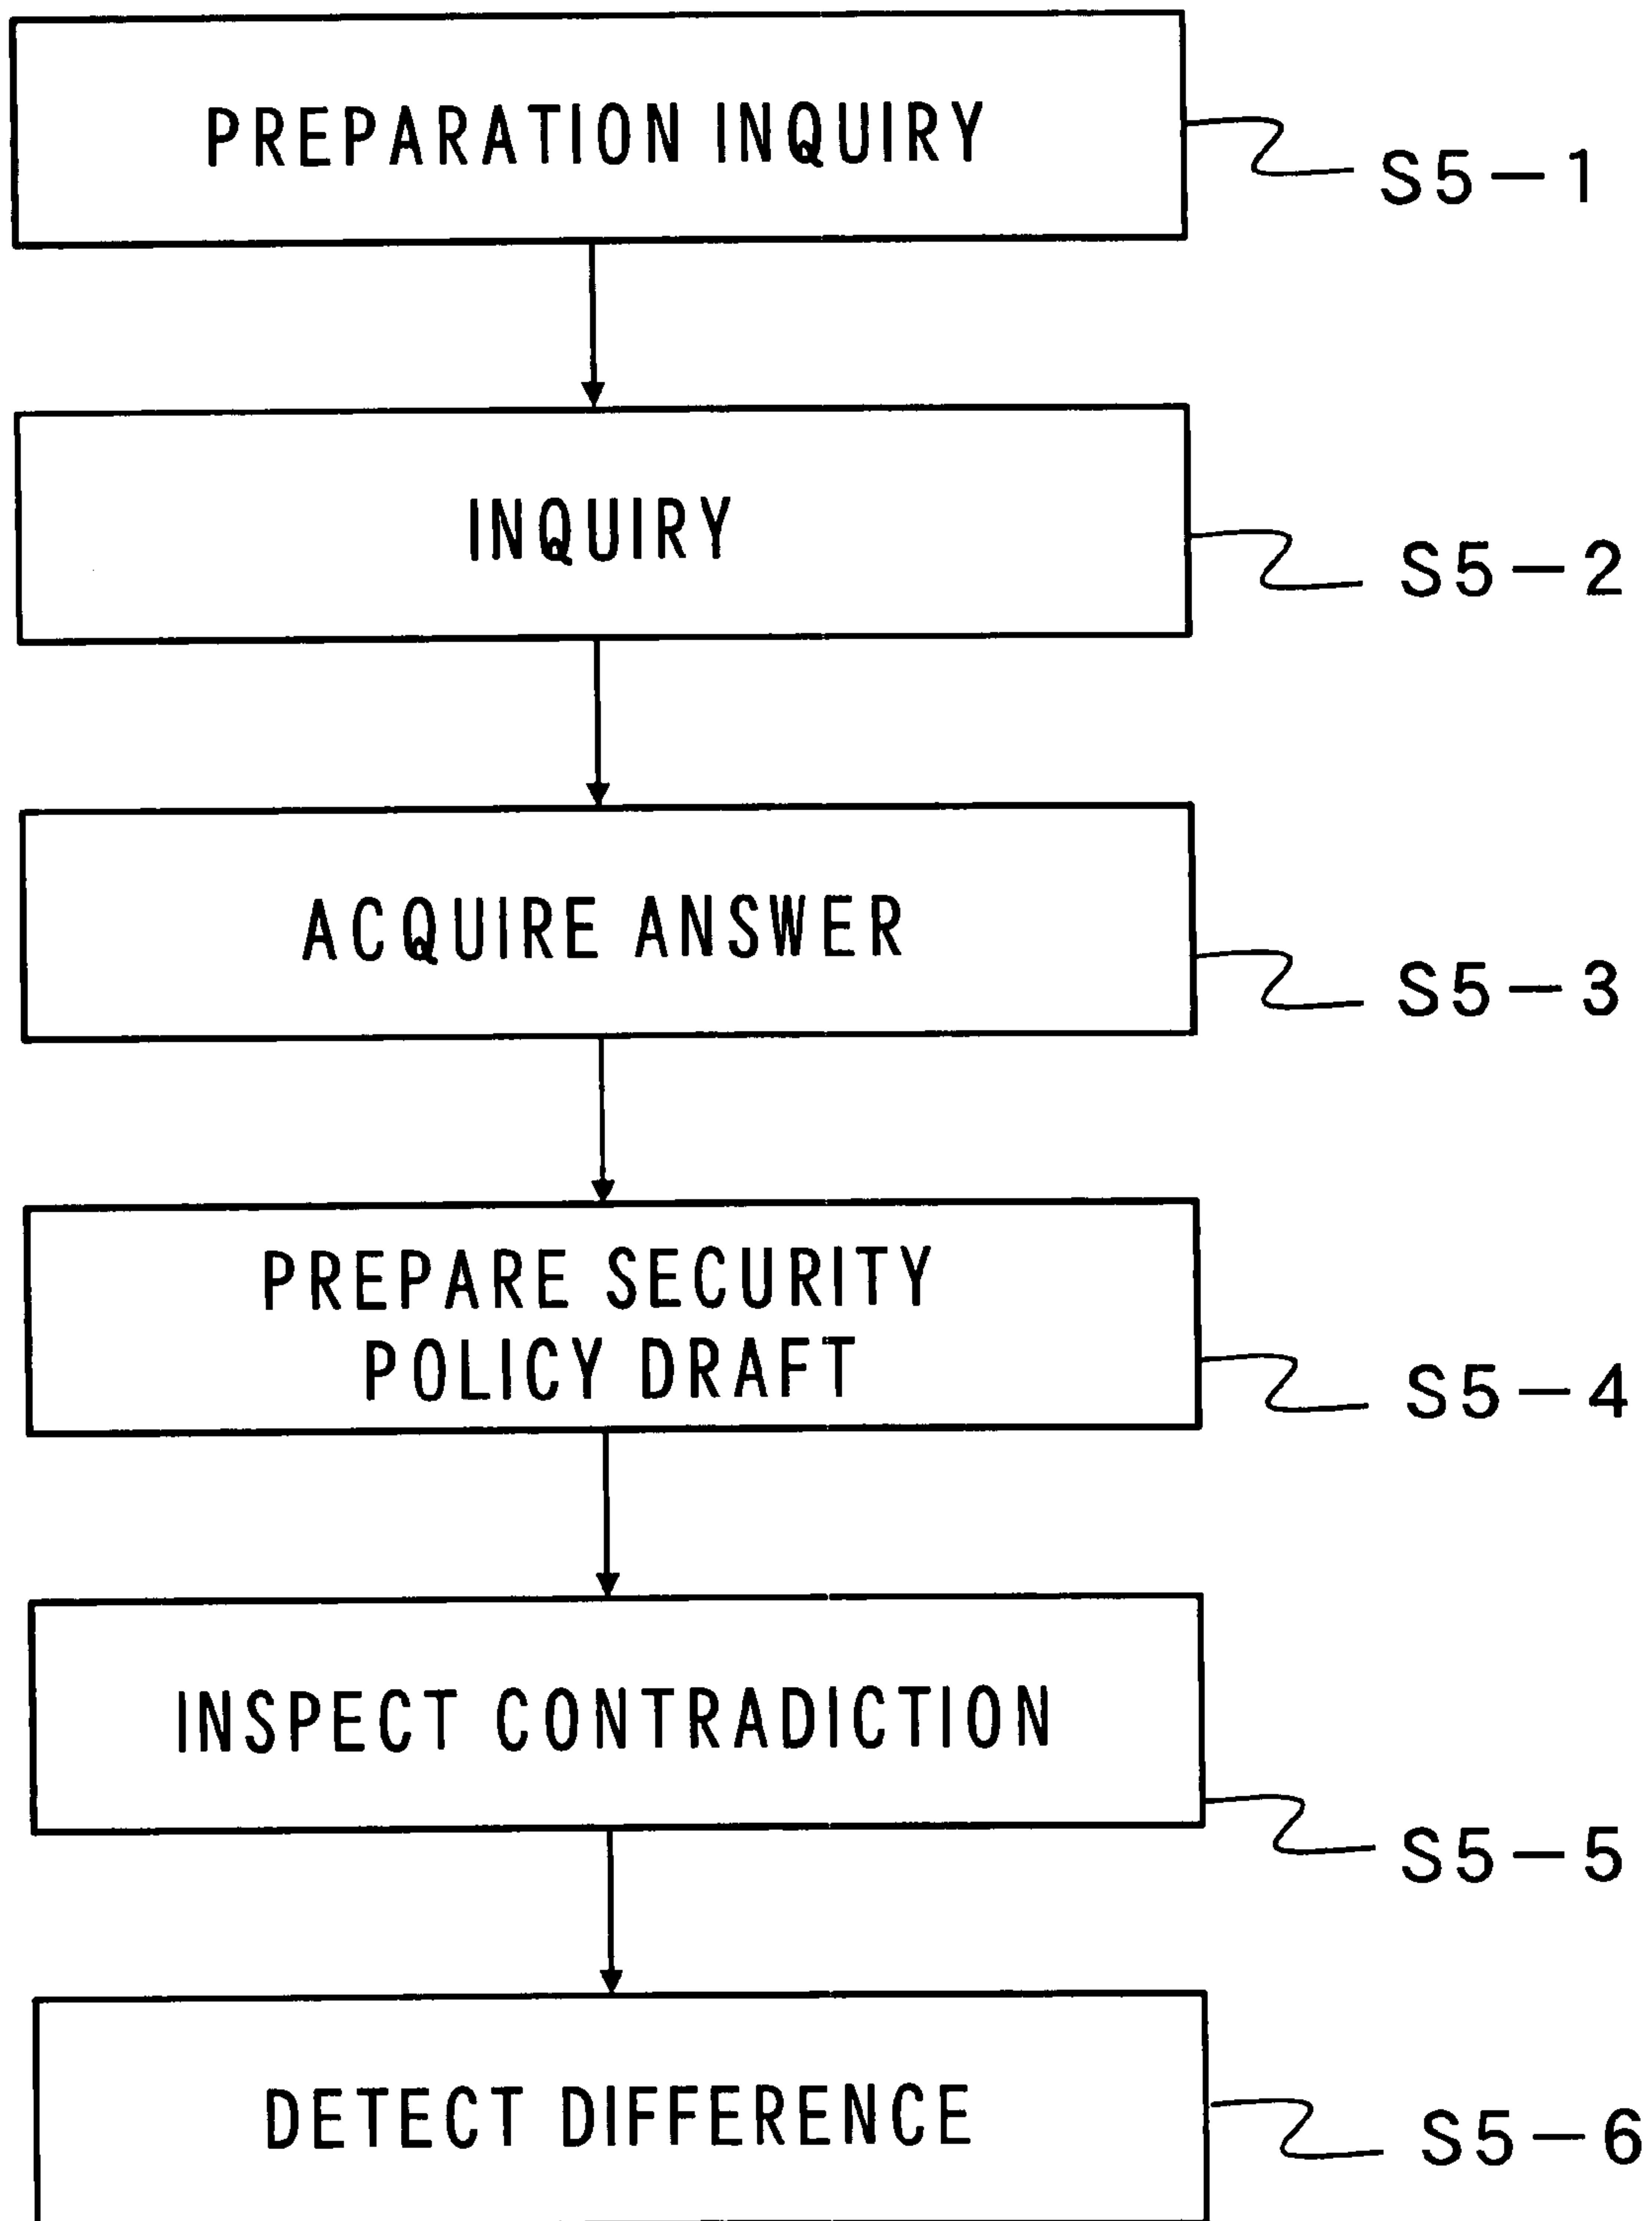 PREPARATION INQUIRY
S5-1
INQUIRY
S5-2
ACQUIRE ANSWER
S5-3
PREPARE SECURITY
POLICY DRAFT
S5-4
INSPECT CONTRADICTION
S5-5
DETECT DIFFERENCE
S5-6